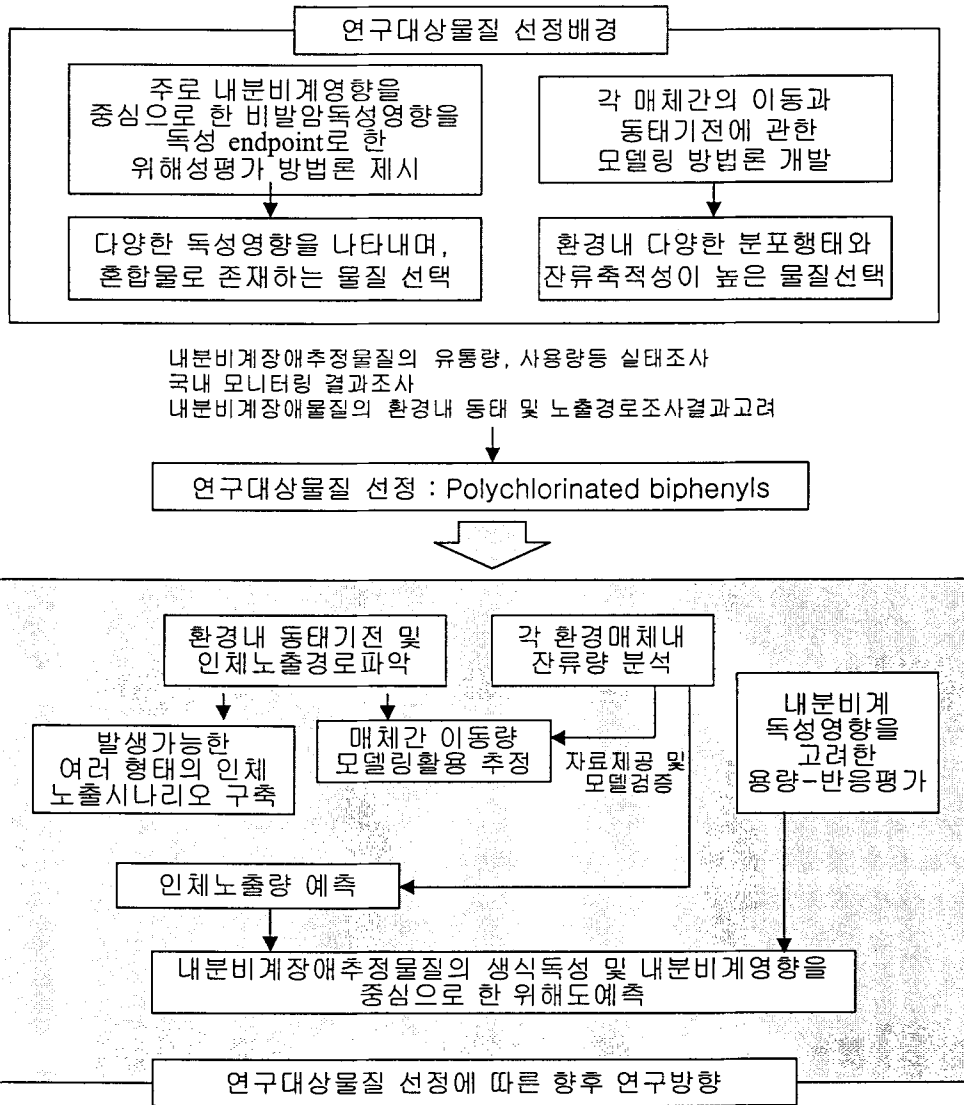 연구대상물질 선정배경
주로 내분비계영향을
중심으로 한 비발암독성영향을
독성 endpoint로 한
위해성평가 방법론 제시
각 매체간의 이동과
동태기전에 관한
모델링 방법론 개발
다양한 독성영향을 나타내며,
혼합물로 존재하는 물질 선택
환경내 다양한 분포행태와
잔류축적성이 높은 물질선택
내분비계장애추정물질의 유통량, 사용량등 실태조사
국내 모니터링 결과조사
내분비계장애물질의 환경내 동태 및 노출경로조사결과고려
연구대상물질 선정 : Polychlorinated biphenyls
환경내 동태기전 및
인체노출경로파악
각 환경매체내
잔류량 분석
내분비계
독성영향을
고려한
용량-반응평가
발생가능한
여러 형태의 인체
노출시나리오 구축
매체간 이동량
모델링활용 추정
자료제공 및
모델검증
인체노출량 예측
내분비계장애추정물질의 생식독성 및 내분비계영향을
중심으로 한 위해도예측
연구대상물질 선정에 따른 향후 연구방향